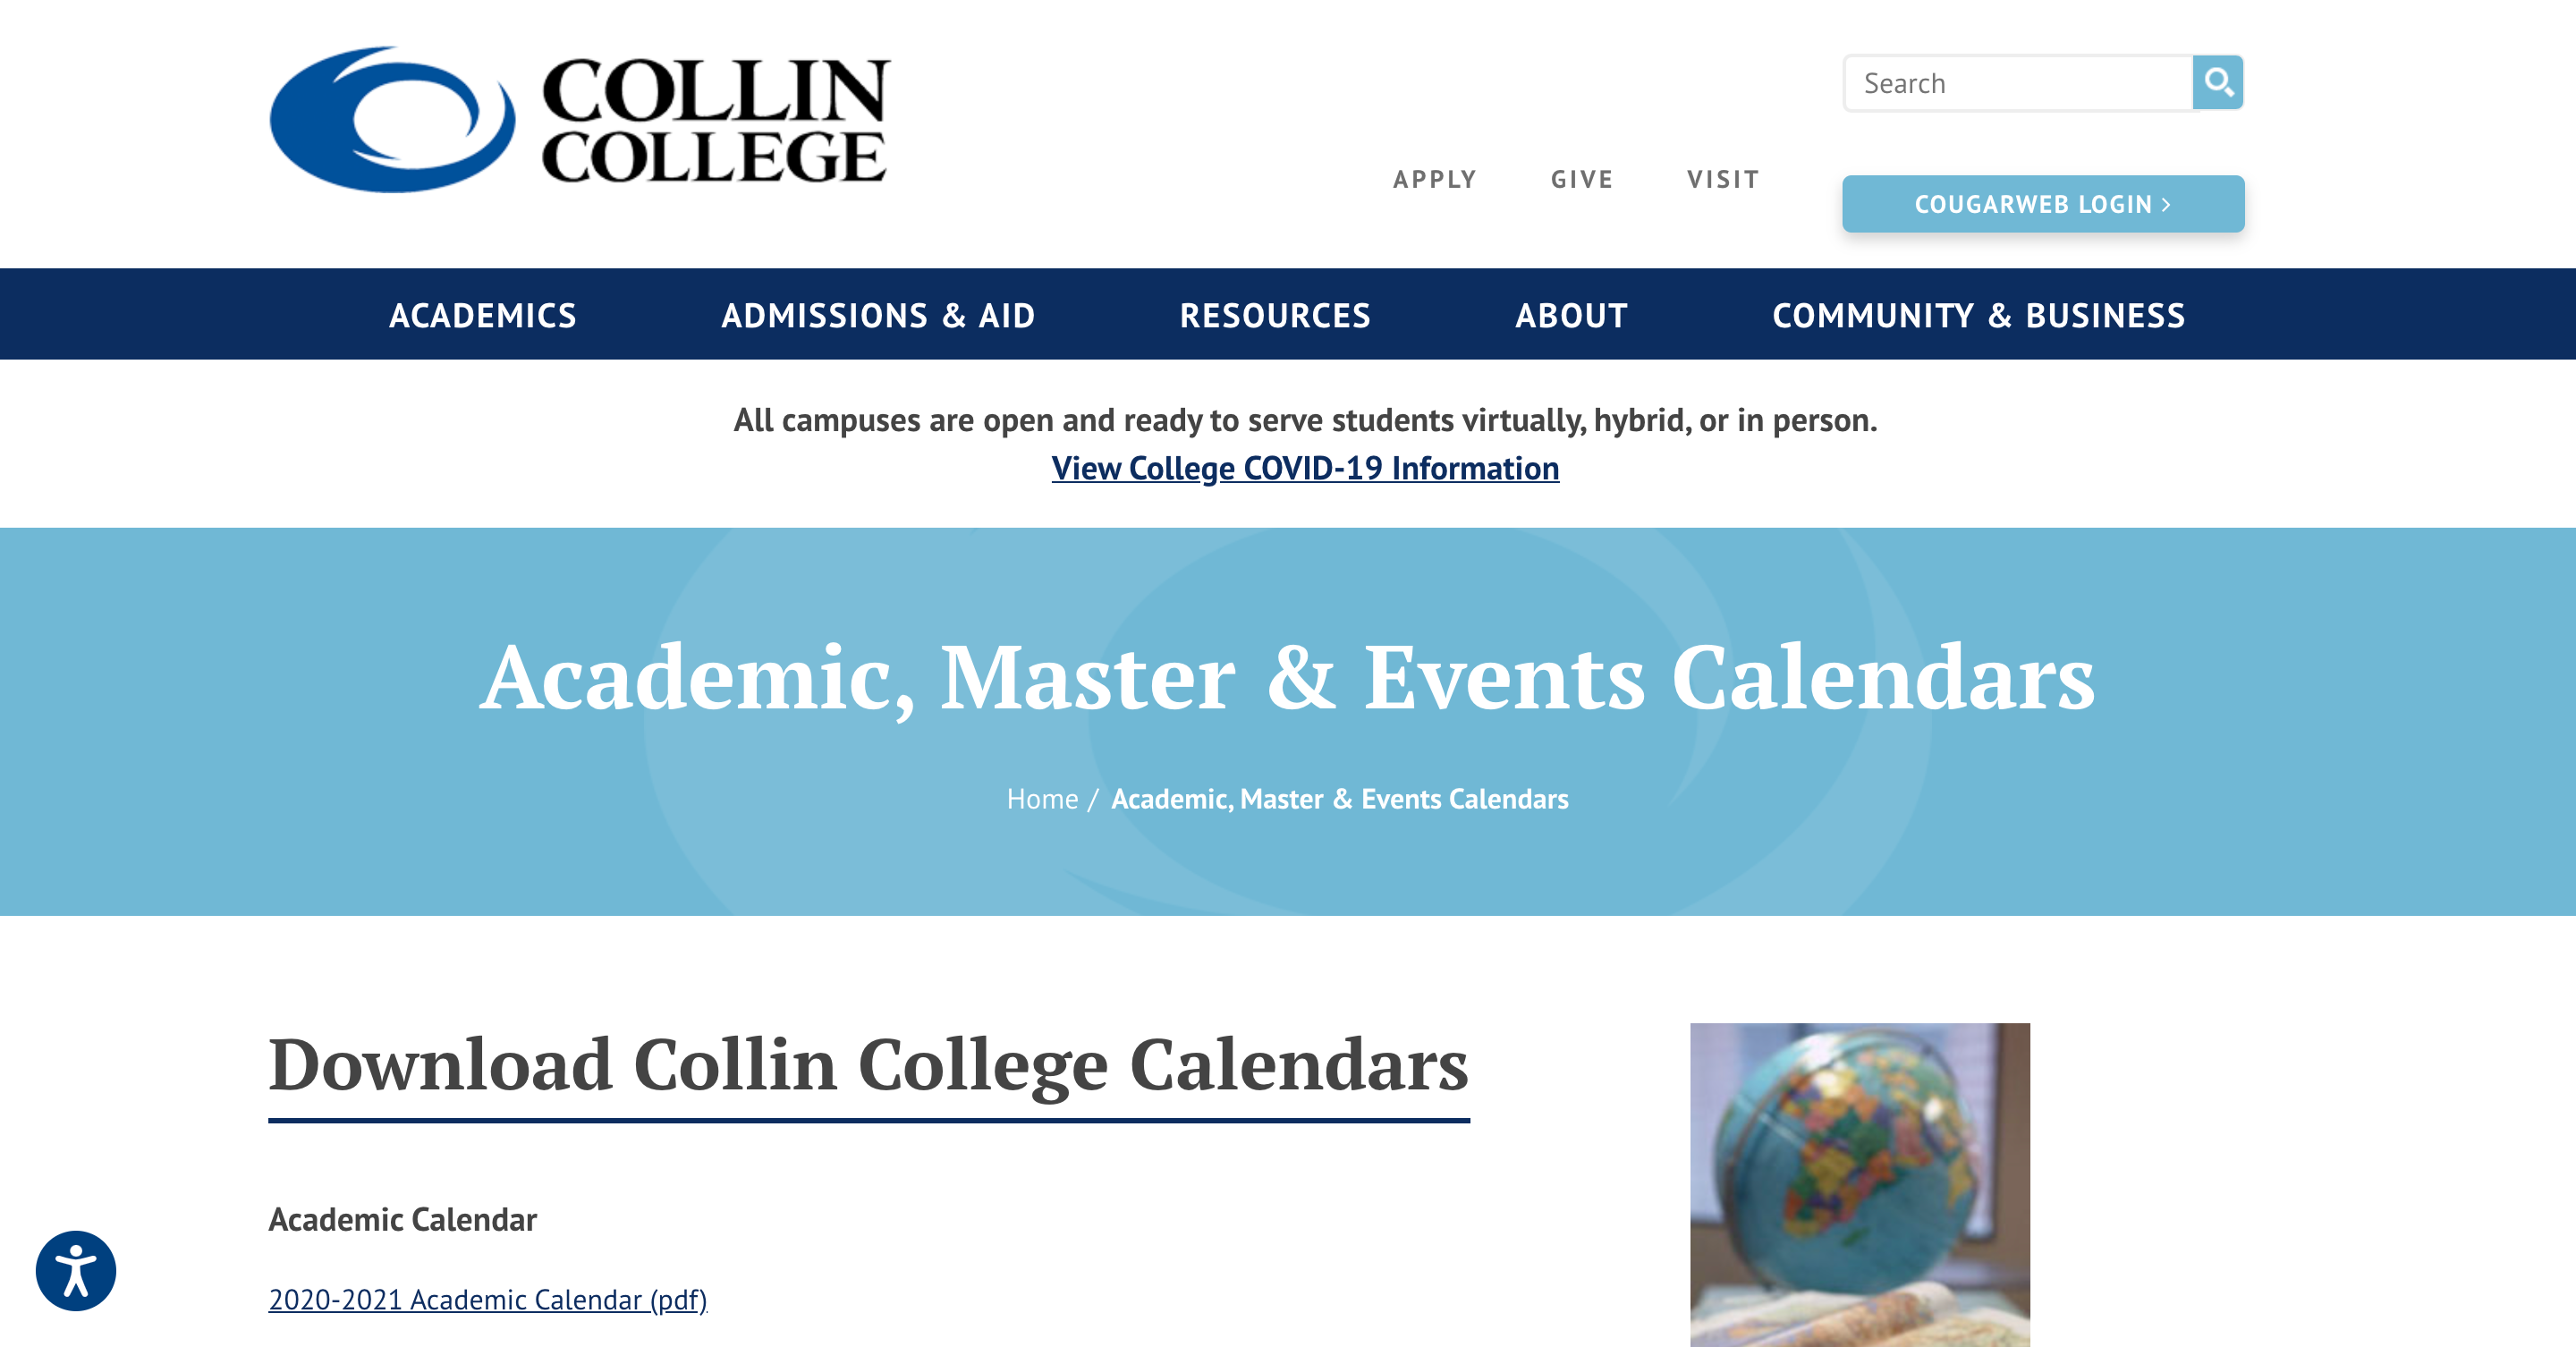 COLLIN
COLLEGE
Search
APPLY GIVE VISIT
COUGARWEB LOGIN >
ACADEMICS ADMISSIONS & AID RESOURCES ABOUT COMMUNITY & BUSINESS
All campuses are open and ready to serve students virtually, hybrid, or in person.
View College COVID-19 Information
Academic, Master & Events Calendars
Home / Academic, Master & Events Calendars
Download Collin College Calendars
Academic Calendar
2020-2021 Academic Calendar (pdf)